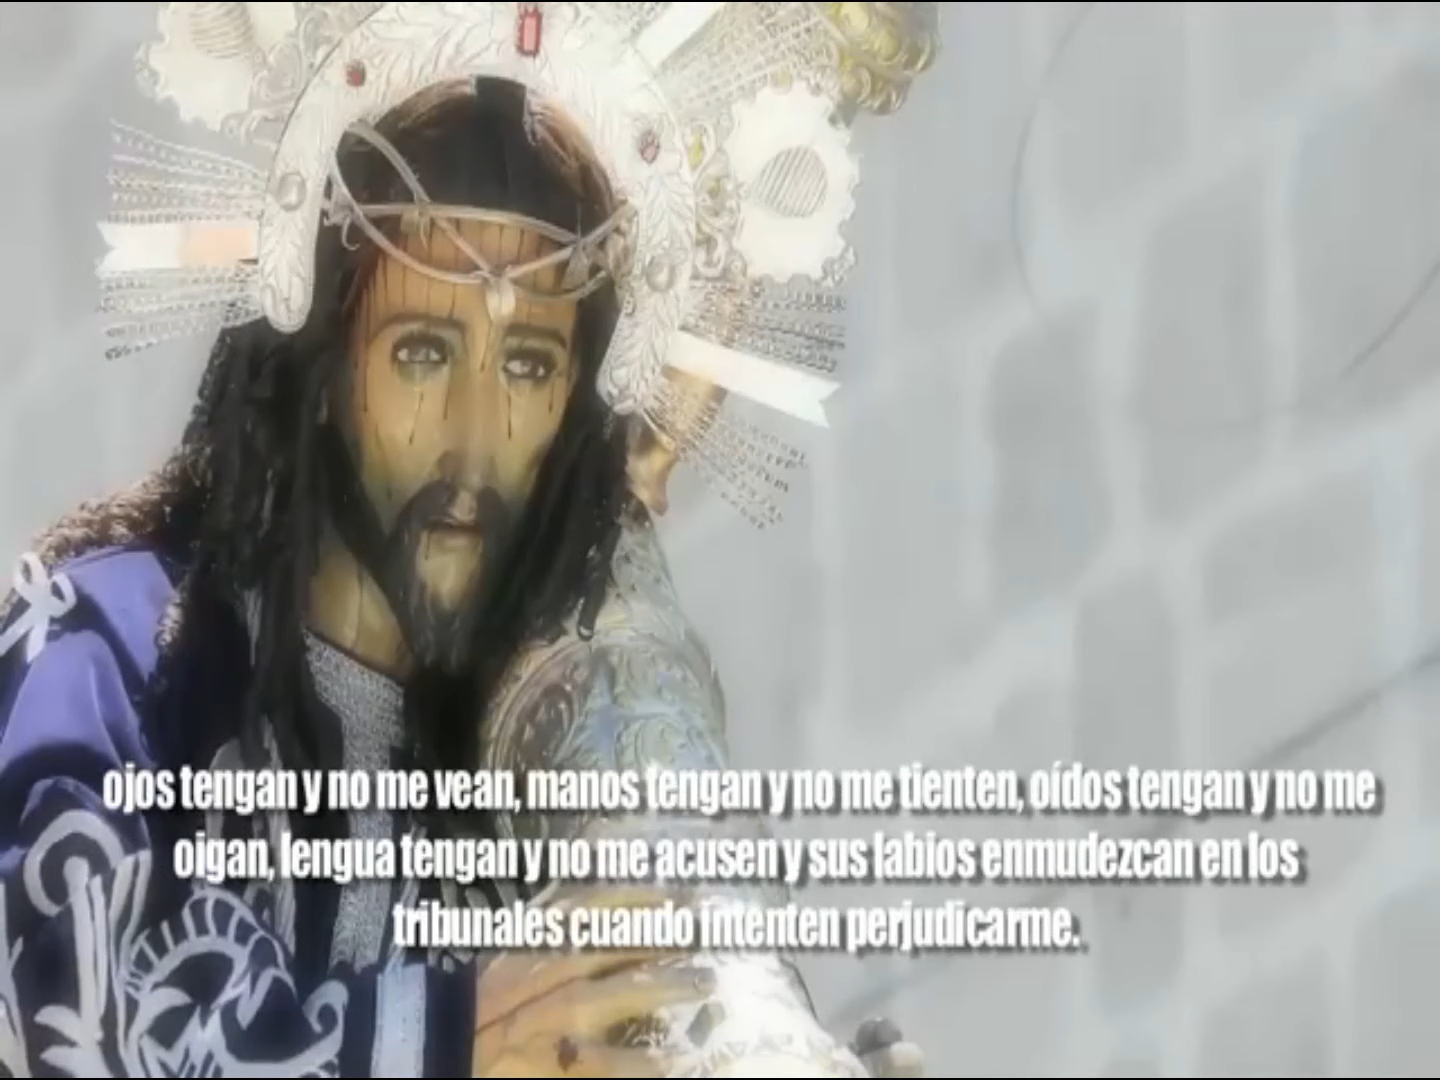 ojos tengan y no me vean, manos tengan y no me tienten, oídos tengan y no me
oigan, lengua tengan y no me acusen y sus labios enmudezcan en los
tribunales cuando intenten perjudicarme.